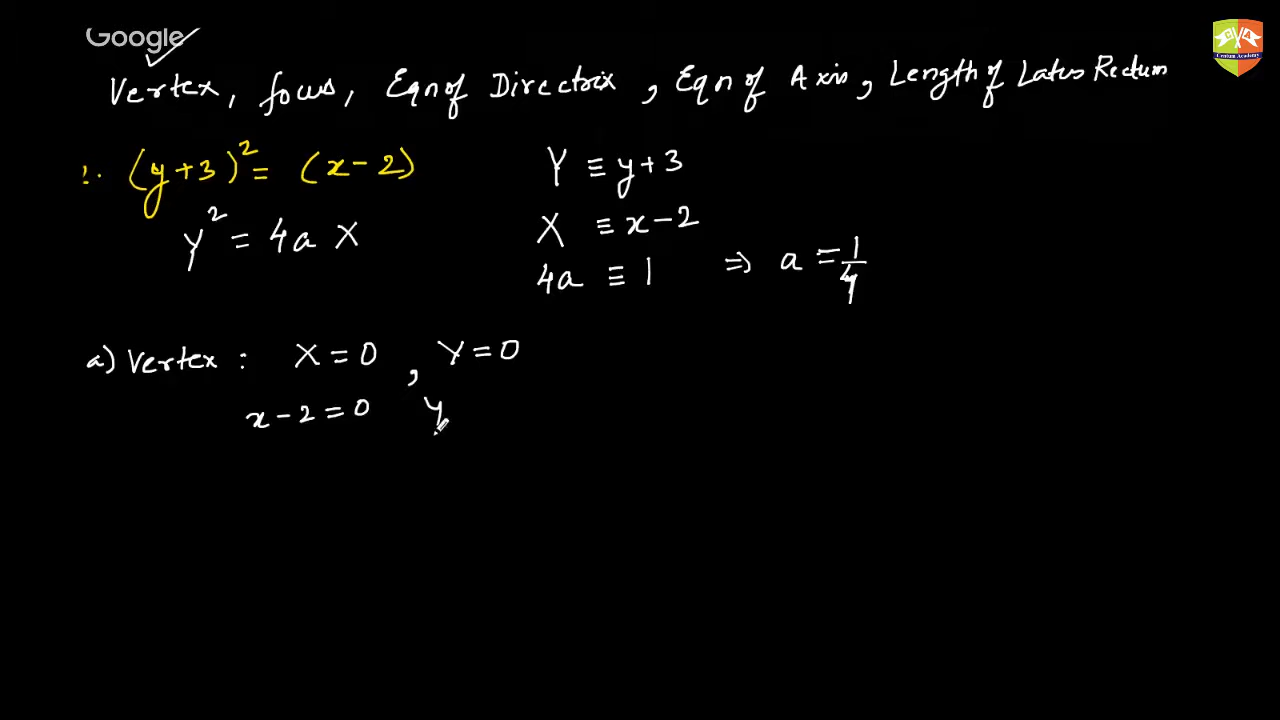 Google
Vertex, focus, Eqn of Directrix, Eqn of Axis, Length of Latus Rectum
∴ (y+3)² = (x-2)    Y ≡ y+3
Y² = 4a X    X ≡ x-2
4a ≡ 1 ⇒ a = 1/4
a) Vertex : X = 0 , Y = 0
x - 2 = 0    y